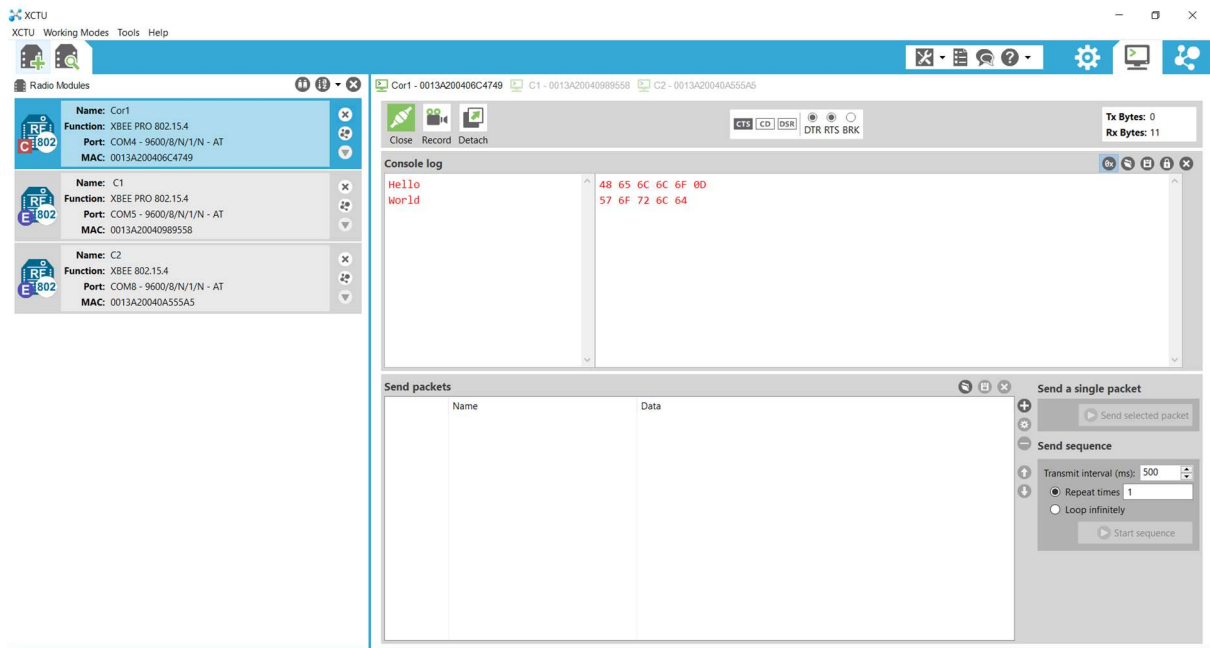 XCTU
XCTU Working Modes Tools Help
Radio Modules
Name: Cor1
Function: XBEE PRO 802.15.4
Port: COM4 - 9600/8/N/1/N - AT
MAC: 0013A200406C4749
RF
C 802
Name: C1
Function: XBEE PRO 802.15.4
Port: COM5 - 9600/8/N/1/N - AT
MAC: 0013A20040989558
RF
E 802
Name: C2
Function: XBEE 802.15.4
Port: COM8 - 9600/8/N/1/N - AT
MAC: 0013A20040A555A5
RF
E 802
Cor1 - 0013A200406C4749 C1 - 0013A20040989558 C2 - 0013A20040A555A5
Close Record Detach
CTS CD DSR DTR RTS BRK
Tx Bytes: 0
Rx Bytes: 11
Console log
Hello 48 65 6C 6C 6F 0D
World 57 6F 72 6C 64
Send packets
Name Data
Send a single packet
Send selected packet
Send sequence
Transmit interval (ms): 500
Repeat times 1
Loop infinitely
Start sequence